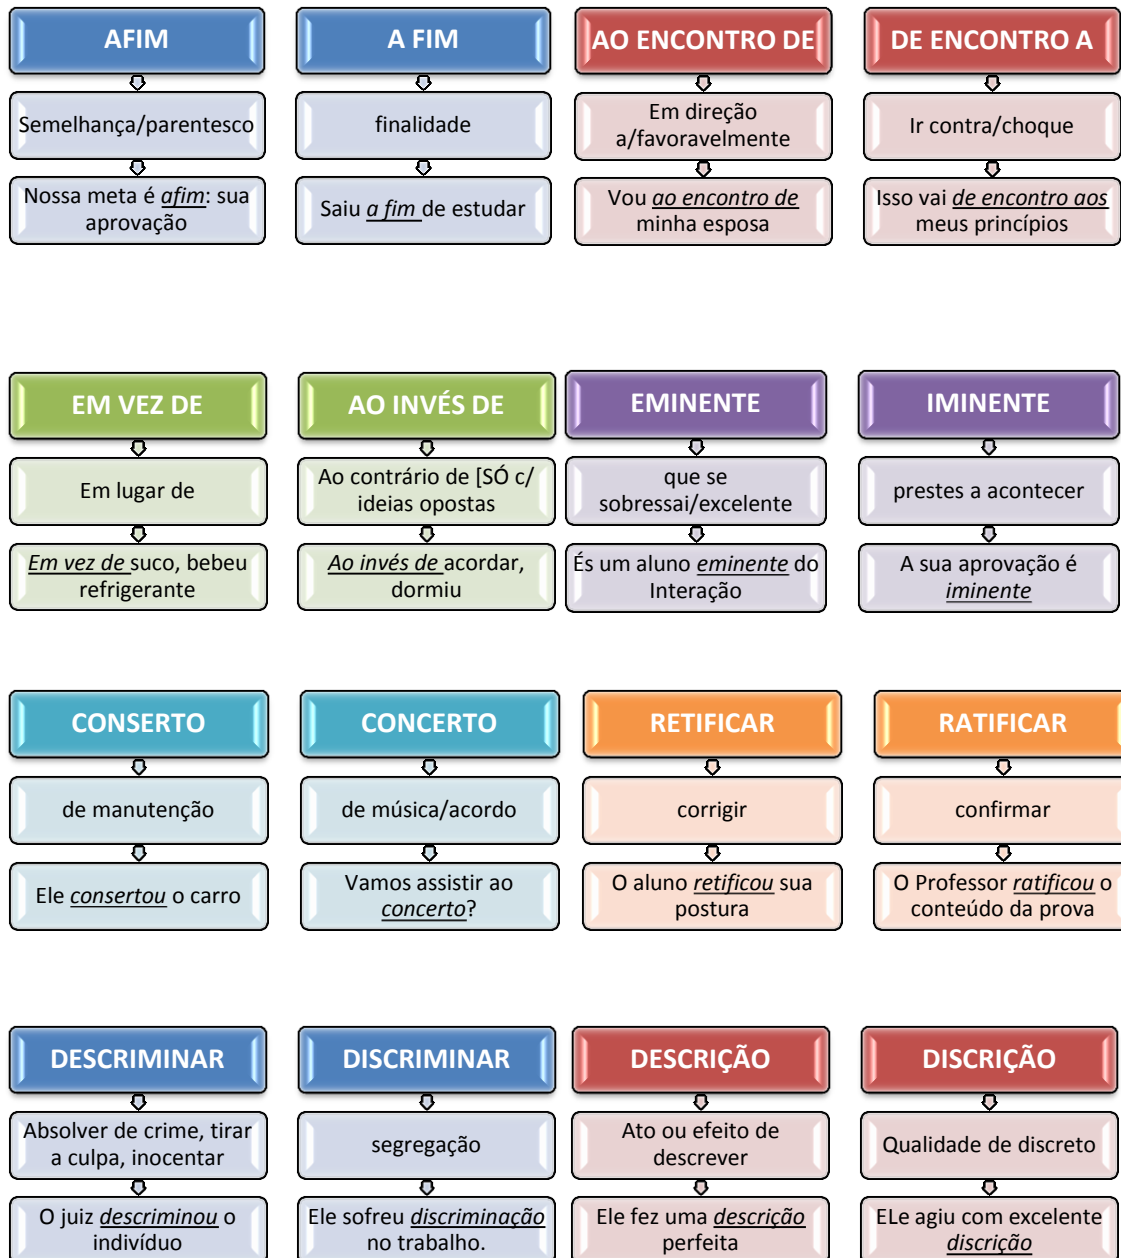 AFIM
Semelhança/parentesco
Nossa meta é afim: sua
aprovação
A FIM
finalidade
Saiu a fim de estudar
AO ENCONTRO DE
Em direção
a/favoravelmente
Vou ao encontro de
minha esposa
DE ENCONTRO A
Ir contra/choque
Isso vai de encontro aos
meus princípios
EM VEZ DE
Em lugar de
Em vez de suco, bebeu
refrigerante
AO INVÉS DE
Ao contrário de [SÓ c/
ideias opostas
Ao invés de acordar,
dormiu
EMINENTE
que se
sobressai/excelente
És um aluno eminente do
Interação
IMINENTE
prestes a acontecer
A sua aprovação é
iminente
CONSERTO
de manutenção
Ele consertou o carro
CONCERTO
de música/acordo
Vamos assistir ao
concerto?
RETIFICAR
corrigir
O aluno retificou sua
postura
RATIFICAR
confirmar
O Professor ratificou o
conteúdo da prova
DESCRIMINAR
Absolver de crime, tirar
a culpa, inocentar
O juiz descriminou o
indivíduo
DISCRIMINAR
segregação
Ele sofreu discriminação
no trabalho.
DESCRIÇÃO
Ato ou efeito de
descrever
Ele fez uma descrição
perfeita
DISCRIÇÃO
Qualidade de discreto
ELe agiu com excelente
discrição